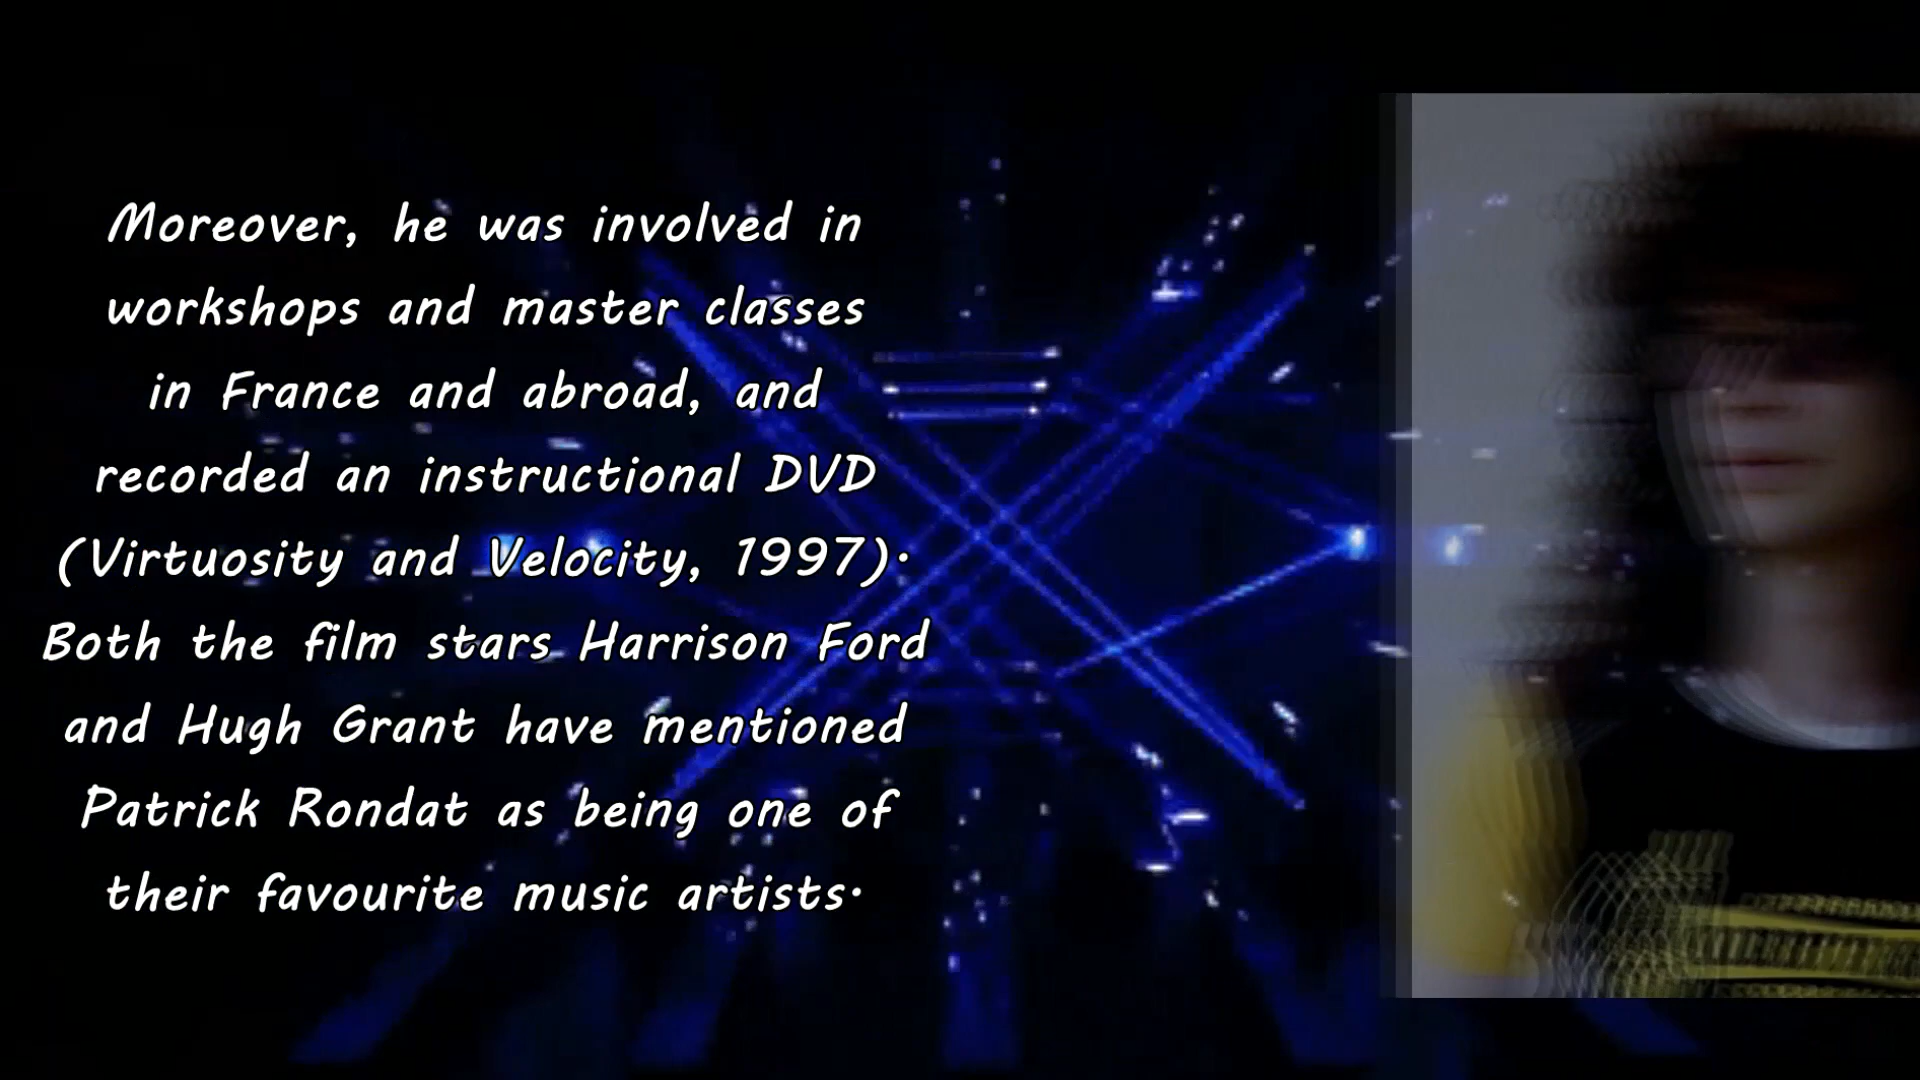 Moreover, he was involved in
workshops and master classes
in France and abroad, and
recorded an instructional DVD
(Virtuosity and Velocity, 1997).
Both the film stars Harrison Ford
and Hugh Grant have mentioned
Patrick Rondat as being one of
their favourite music artists.